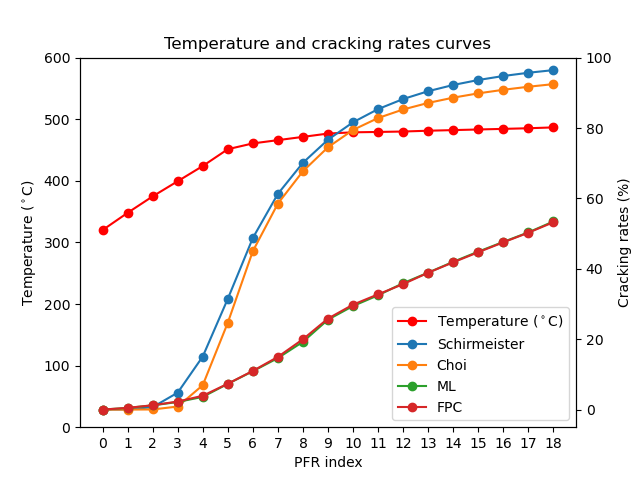 Temperature and cracking rates curves
600
500
400
300
200
100
0
Temperature (°C)
100
80
60
40
20
0
Cracking rates (%)
Temperature (°C)
Schirmeister
Choi
ML
FPC
0 1 2 3 4 5 6 7 8 9 10 11 12 13 14 15 16 17 18
PFR index